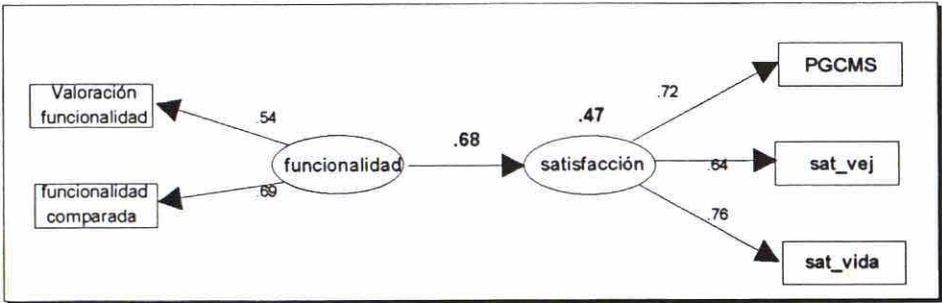 Valoración
funcionalidad
.54
funcionalidad
comparada
.69
funcionalidad
.68
.47
satisfacción
.72
PGCMS
.64
sat_vej
.76
sat_vida